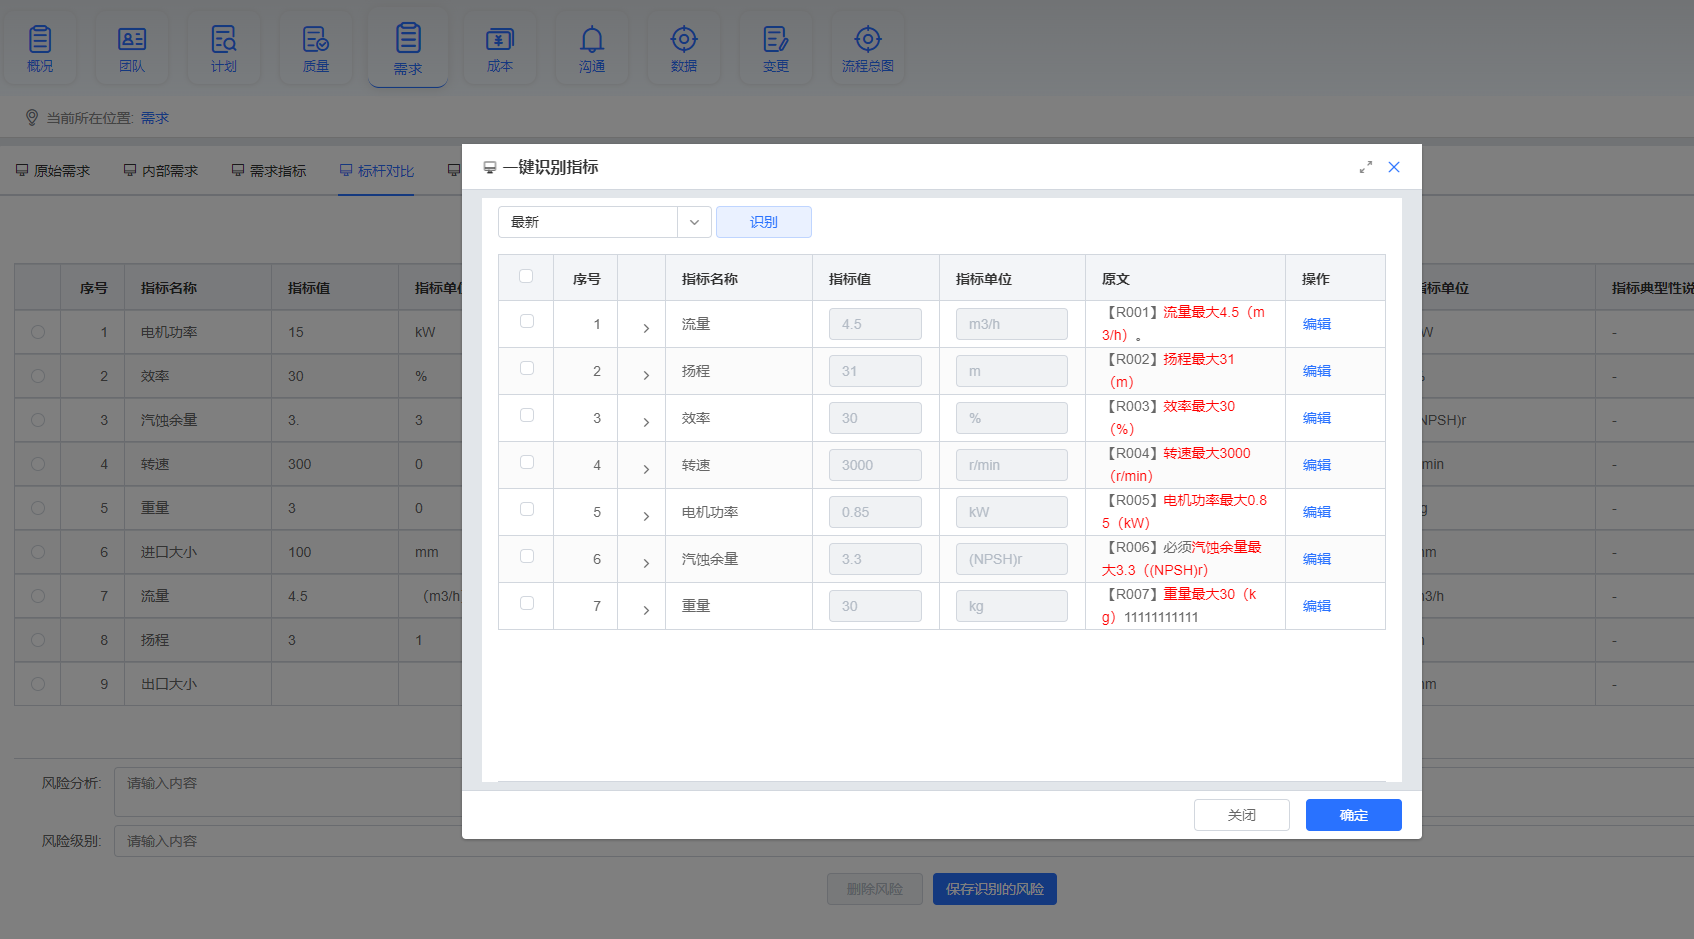 概况
团队
计划
质量
需求
成本
沟通
数据
变更
流程总图
当前所在位置: 需求
原始需求
内部需求
需求指标
标杆对比
一键识别指标
最新
识别
序号 指标名称 指标值 指标单位 原文 操作
1 流量 4.5 m3/h 【R001】流量最大4.5（m
3/h）。 编辑
2 扬程 31 m 【R002】扬程最大31
（m） 编辑
3 效率 30 % 【R003】效率最大30
（%） 编辑
4 转速 3000 r/min 【R004】转速最大3000
（r/min） 编辑
5 电机功率 0.85 kW 【R005】电机功率最大0.8
5（kW） 编辑
6 汽蚀余量 3.3 (NPSH)r 【R006】必须汽蚀余量最
大3.3（(NPSH)r） 编辑
7 重量 30 kg 【R007】重量最大30（k
g）11111111111 编辑
关闭
确定
序号 指标名称 指标值 指标单位
1 电机功率 15 kW
2 效率 30 %
3 汽蚀余量 3. 3
4 转速 300 0
5 重量 3 0
6 进口大小 100 mm
7 流量 4.5 （m3/h
8 扬程 3 1
9 出口大小
指标单位 指标典型性说
W -
-
NPSH)r -
min -
g -
m -
n3/h -
-
m -
风险分析: 请输入内容
风险级别: 请输入内容
删除风险
保存识别的风险